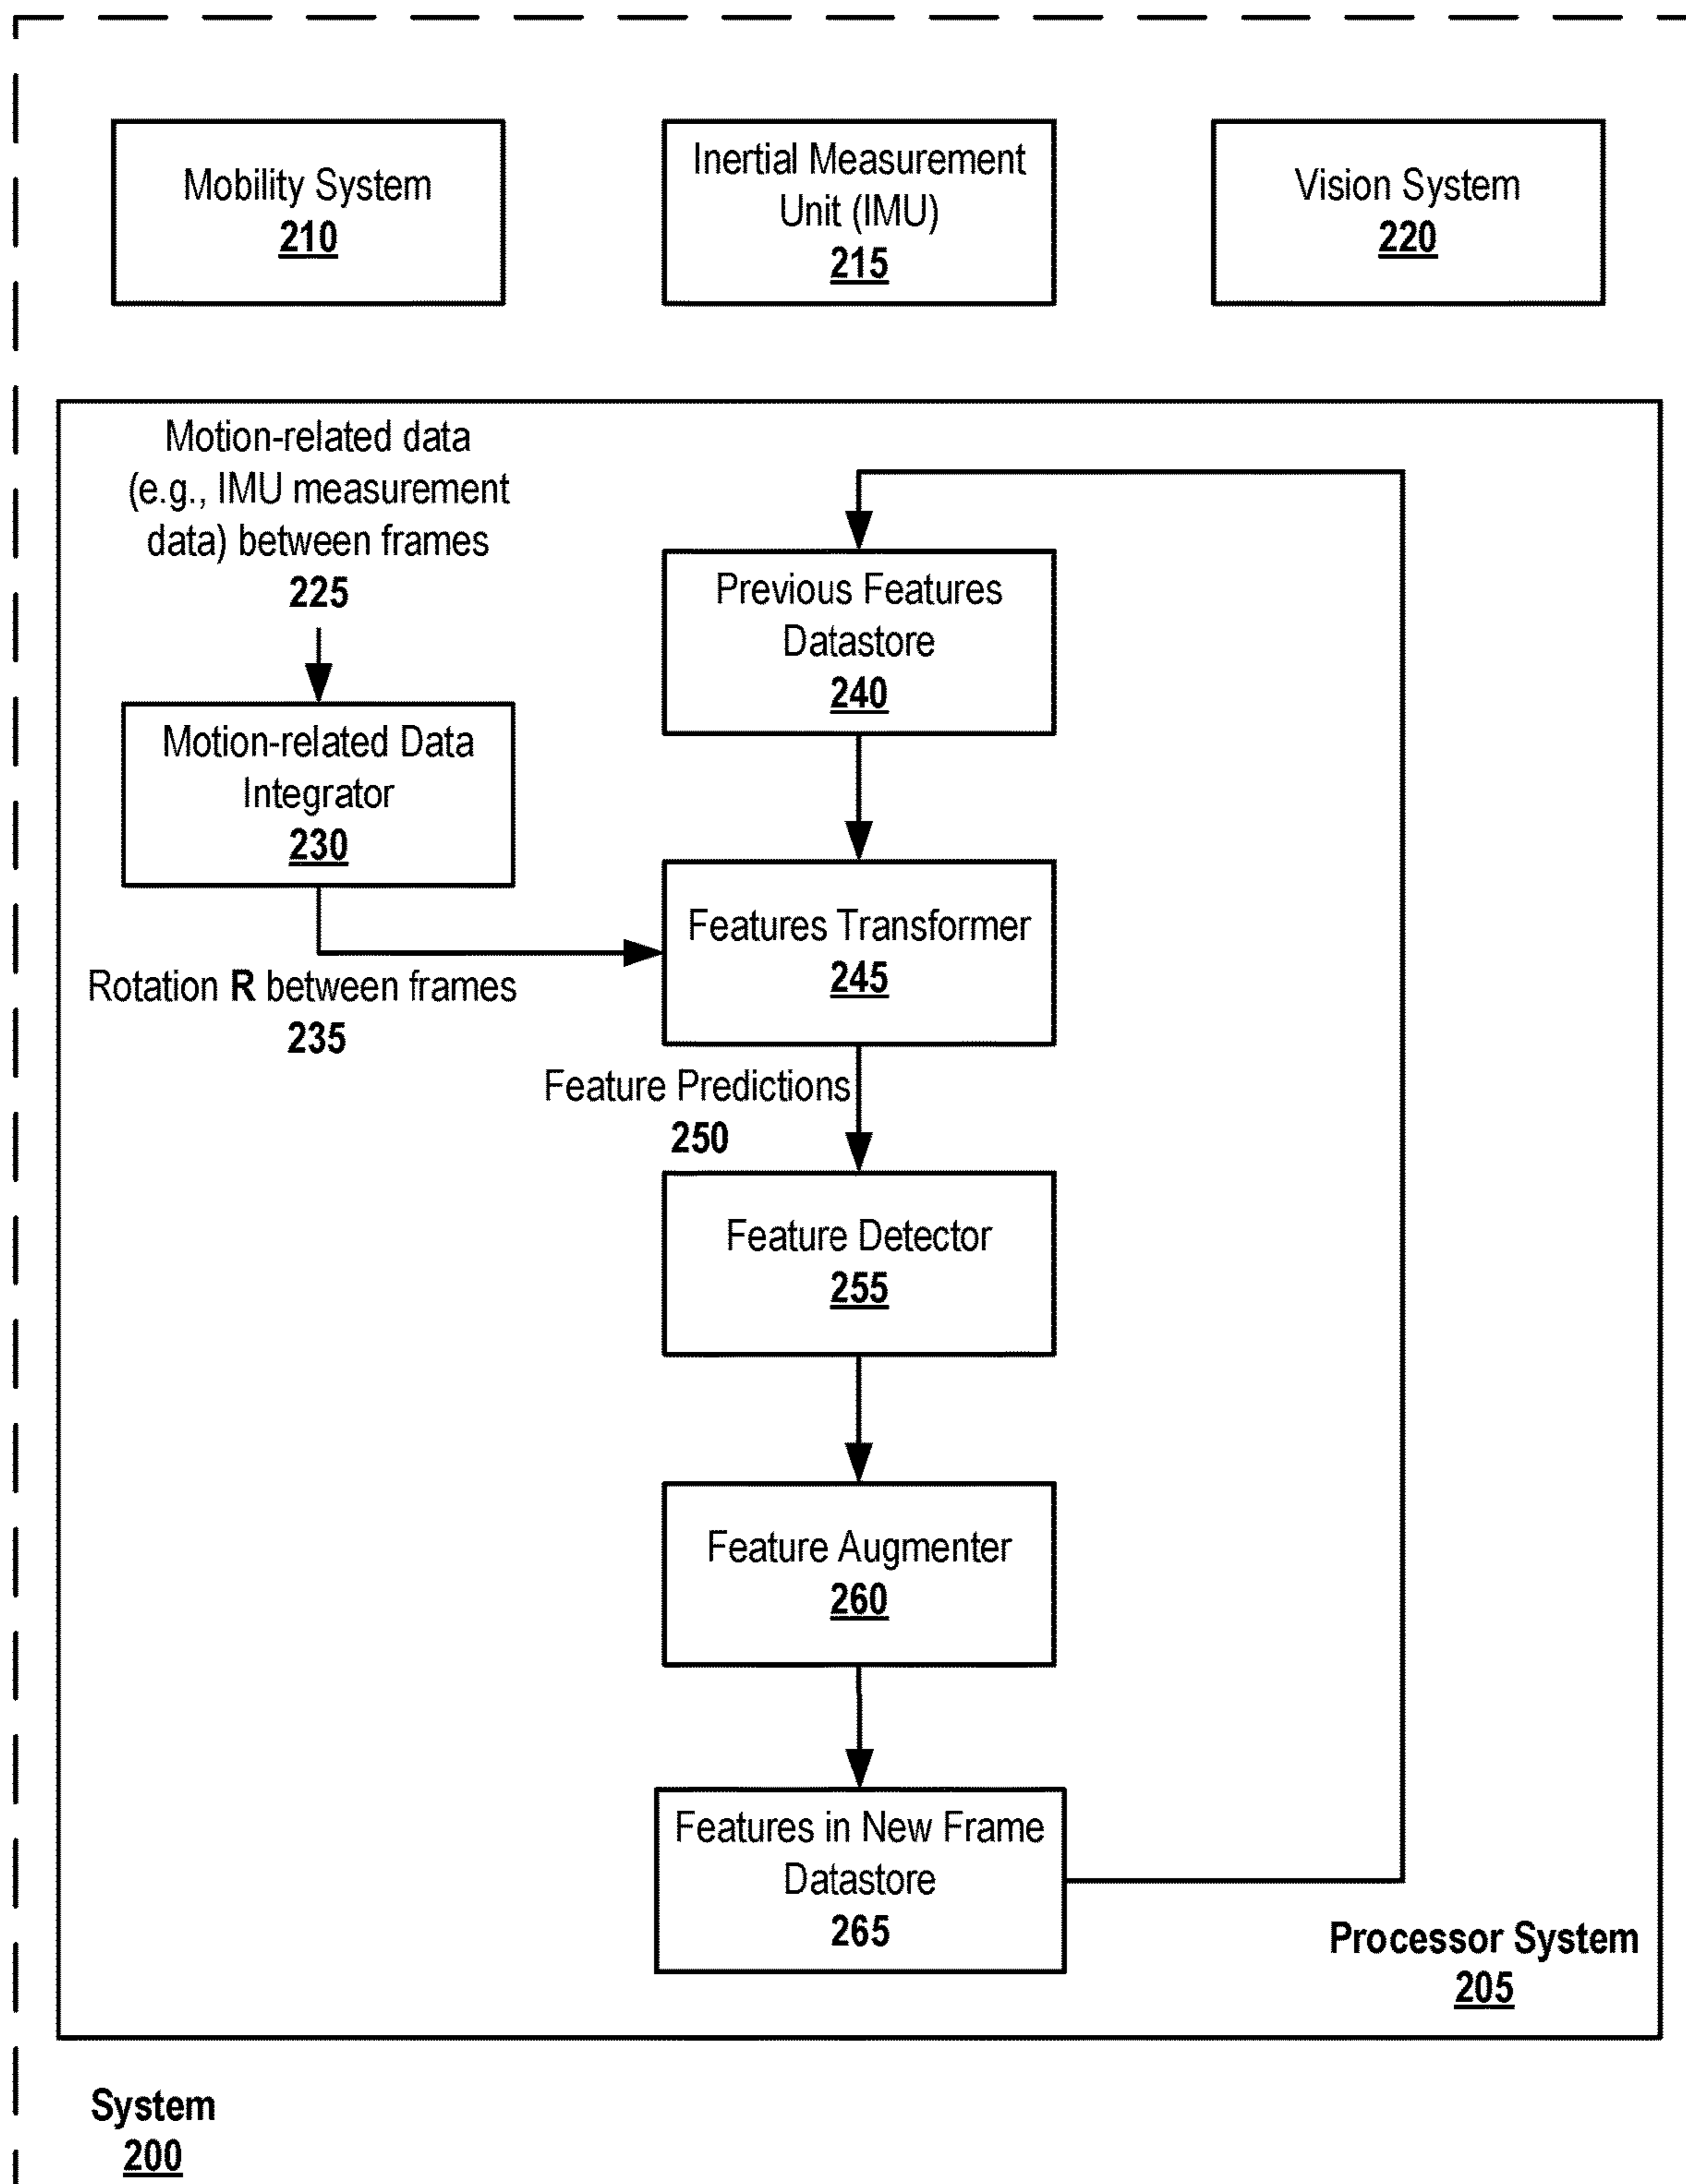 Mobility System
210
Inertial Measurement
Unit (IMU)
215
Vision System
220
Motion-related data
(e.g., IMU measurement
data) between frames
225
Motion-related Data
Integrator
230
Rotation R between frames
235
Previous Features
Datastore
240
Features Transformer
245
Feature Predictions
250
Feature Detector
255
Feature Augmenter
260
Features in New Frame
Datastore
265
Processor System
205
System
200